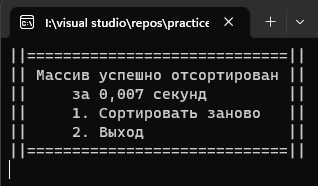 I:\visual studio\repos\practice
||=============================||
|| Массив успешно отсортирован ||
|| за 0,007 секунд ||
|| 1. Сортировать заново ||
|| 2. Выход ||
||=============================||